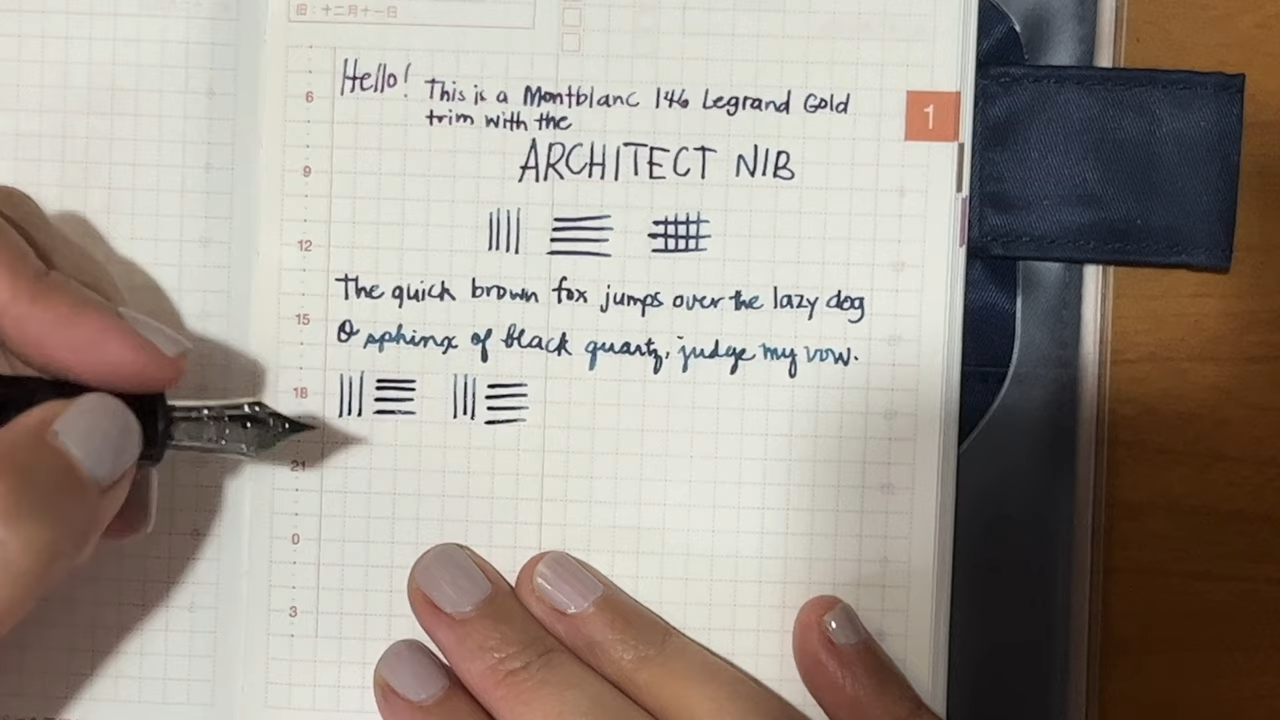 旧：十二月十一日
Hello! This is a Montblanc 146 Legrand Gold
trim with the
ARCHITECT NIB
The quick brown fox jumps over the lazy dog
O sphinx of black quartz, judge my vow.
1
6
9
12
15
18
21
0
3